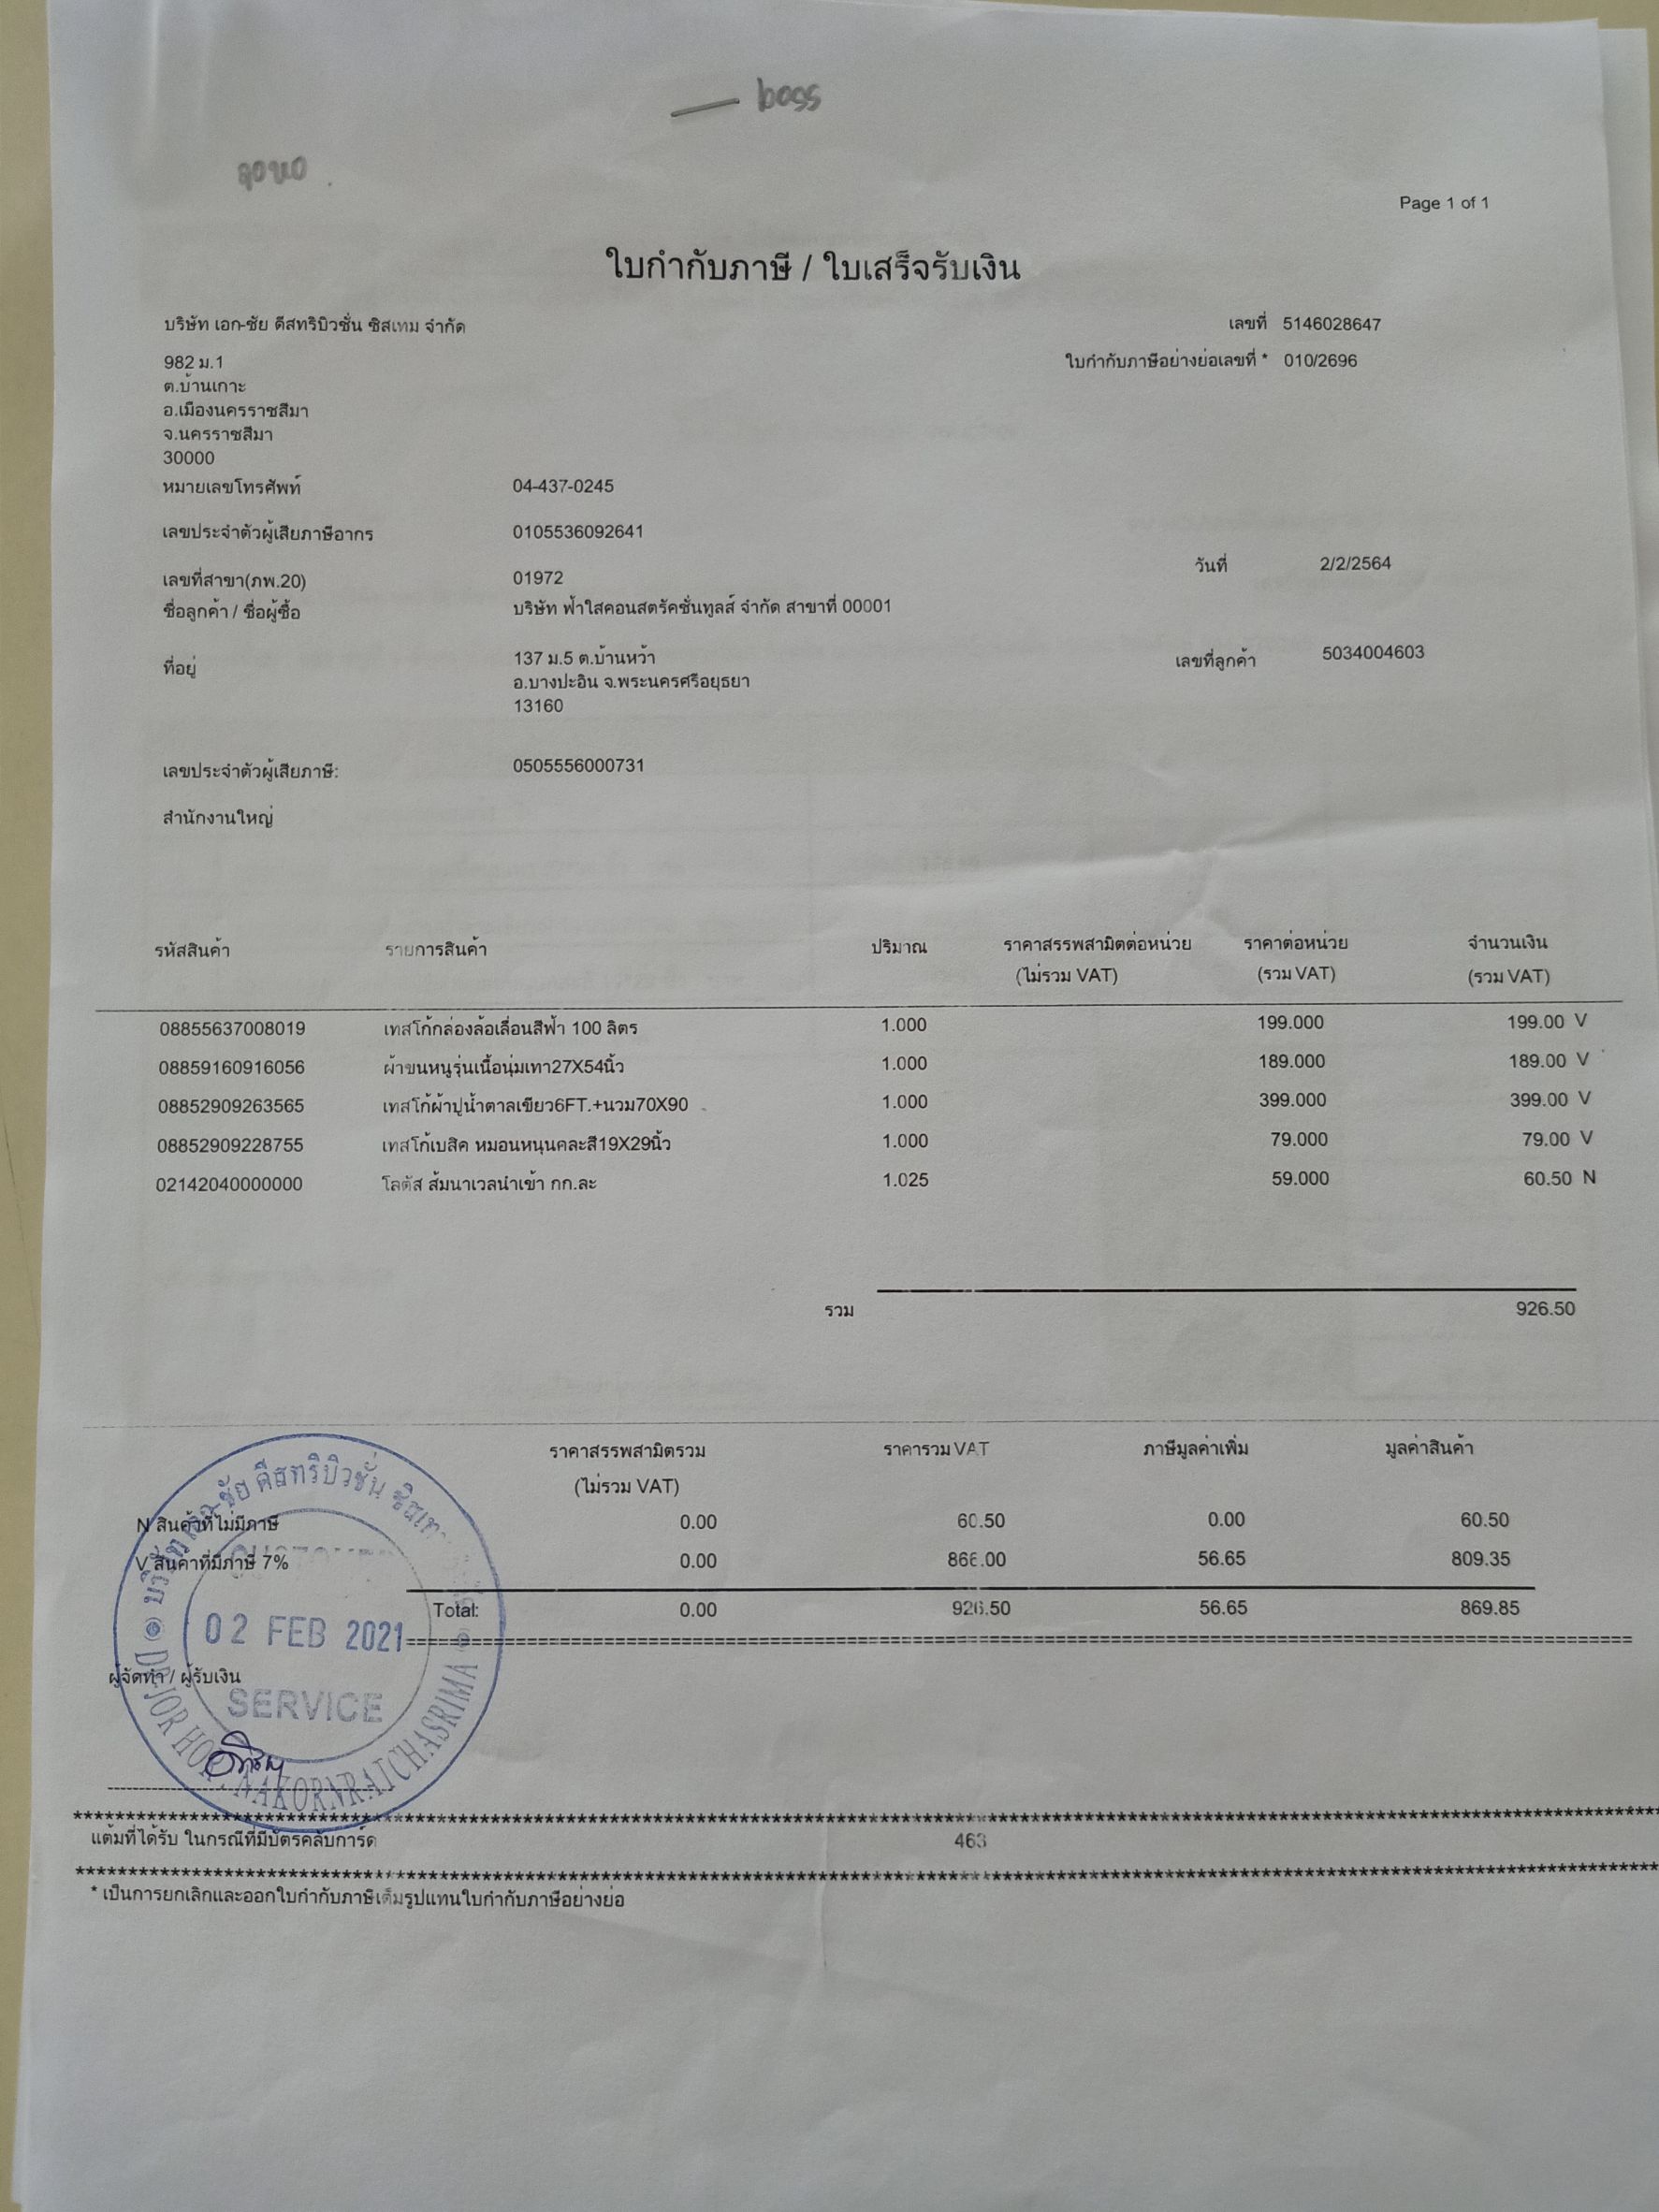 boss
Page 1 of 1
ใบกำกับภาษี / ใบเสร็จรับเงิน
บริษัท เอก-ชัย ดีสทริบิวชั่น ซิสเทม จำกัด
เลขที่ 5146028647
982 ม.1
ใบกำกับภาษีอย่างย่อเลขที่ * 010/2696
ต.บ้านเกาะ
อ.เมืองนครราชสีมา
จ.นครราชสีมา
30000
หมายเลขโทรศัพท์ 04-437-0245
เลขประจำตัวผู้เสียภาษีอากร 0105536092641
วันที่ 2/2/2564
เลขที่สาขา(ภพ.20) 01972
ชื่อลูกค้า / ชื่อผู้ซื้อ บริษัท ฟ้าใสคอนสตรัคชั่นทูลส์ จำกัด สาขาที่ 00001
ที่อยู่ 137 ม.5 ต.บ้านหว้า
เลขที่ลูกค้า 5034004603
อ.บางปะอิน จ.พระนครศรีอยุธยา
13160
เลขประจำตัวผู้เสียภาษี: 0505556000731
สำนักงานใหญ่
รหัสสินค้า รายการสินค้า ปริมาณ ราคาสรรพสามิตต่อหน่วย ราคาต่อหน่วย จำนวนเงิน
(ไม่รวม VAT) (รวม VAT) (รวม VAT)
08855637008019 เทสโก้กล่องล้อเลื่อนสีฟ้า 100 ลิตร 1.000 199.000 199.00 V
08859160916056 ผ้าขนหนูรุ่นเนื้อนุ่มเทา27X54นิ้ว 1.000 189.000 189.00 V
08852909263565 เทสโก้ผ้าปูน้ำตาลเขียว6FT.+นวม70X90 1.000 399.000 399.00 V
08852909228755 เทสโก้เบสิค หมอนหนุนคละสี19X29นิ้ว 1.000 79.000 79.00 V
02142040000000 โลตัส ส้มนาเวลนำเข้า กก.ละ 1.025 59.000 60.50 N
รวม 926.50
ราคาสรรพสามิตรวม ราคารวม VAT ภาษีมูลค่าเพิ่ม มูลค่าสินค้า
(ไม่รวม VAT)
N สินค้าที่ไม่มีภาษี 0.00 60.50 0.00 60.50
V สินค้าที่มีภาษี 7% 0.00 866.00 56.65 809.35
Total: 0.00 926.50 56.65 869.85
02 FEB 2021
ผู้จัดทำ / ผู้รับเงิน
SERVICE
NAKORNRATCHASRIMA
แต้มที่ได้รับ ในกรณีที่มีบัตรคลับการ์ด 463
* เป็นการยกเลิกและออกใบกำกับภาษีเต็มรูปแทนใบกำกับภาษีอย่างย่อ